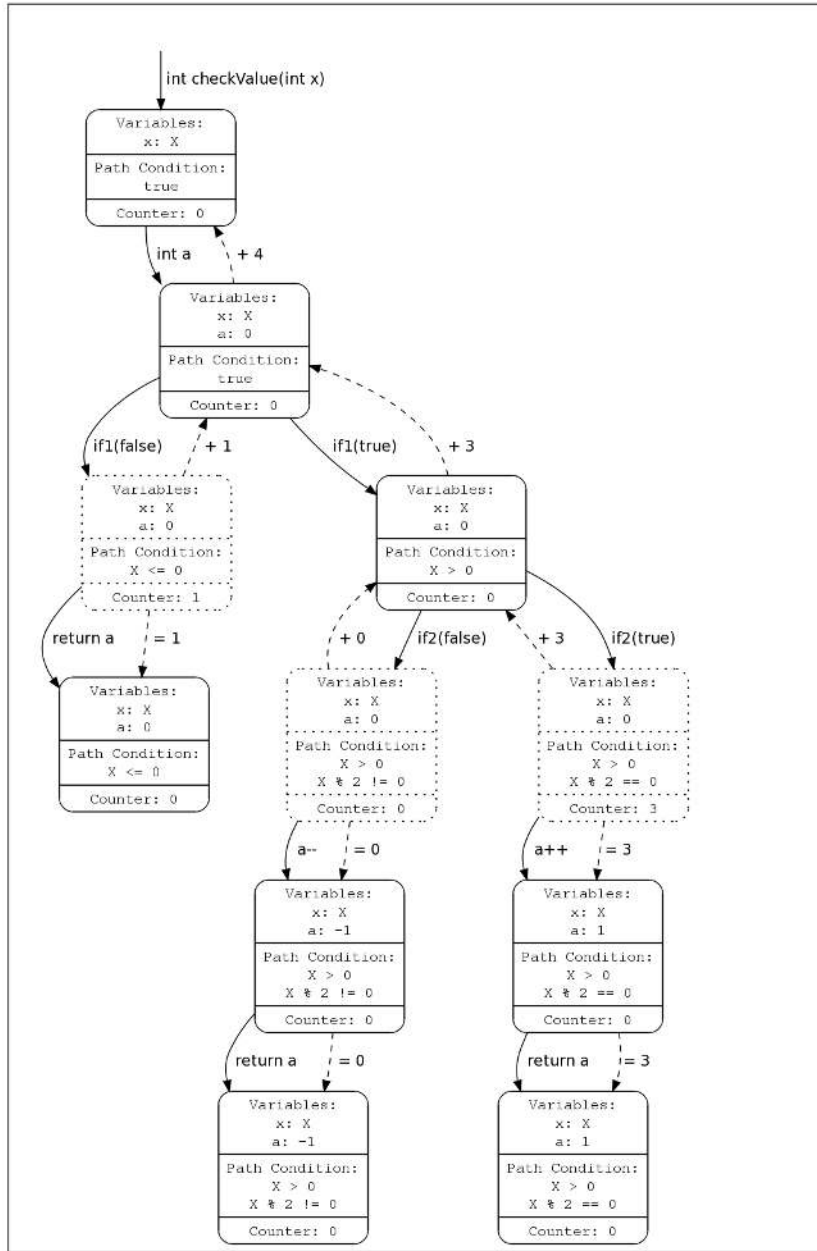 int checkValue(int x)
Variables:
x: X
Path Condition:
true
Counter: 0
int a
+ 4
Variables:
x: X
a: 0
Path Condition:
true
Counter: 0
if1(false)
+ 1
if1(true)
+ 3
Variables:
x: X
a: 0
Path Condition:
X <= 0
Counter: 1
Variables:
x: X
a: 0
Path Condition:
X > 0
Counter: 0
return a
= 1
+ 0
if2(false)
+ 3
if2(true)
Variables:
x: X
a: 0
Path Condition:
X <= 0
Counter: 0
Variables:
x: X
a: 0
Path Condition:
X > 0
X % 2 != 0
Counter: 0
Variables:
x: X
a: 0
Path Condition:
X > 0
X % 2 == 0
Counter: 3
a--
= 0
a++
= 3
Variables:
x: X
a: -1
Path Condition:
X > 0
X % 2 != 0
Counter: 0
Variables:
x: X
a: 1
Path Condition:
X > 0
X % 2 == 0
Counter: 0
return a
= 0
return a
= 3
Variables:
x: X
a: -1
Path Condition:
X > 0
X % 2 != 0
Counter: 0
Variables:
x: X
a: 1
Path Condition:
X > 0
X % 2 == 0
Counter: 0